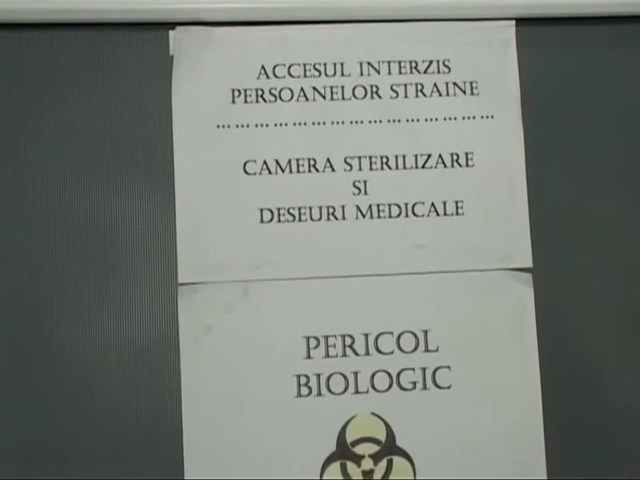 ACCESUL INTERZIS
PERSOANELOR STRAINE
... ... ... ... ... ... ... ... ... ... ... ... ... ... ...
CAMERA STERILIZARE
SI
DESEURI MEDICALE
PERICOL
BIOLOGIC